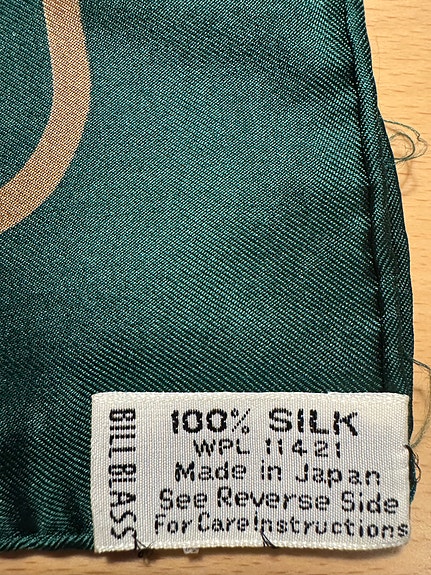 BILL BLASS
100% SILK
WPL 11421
Made in Japan
See Reverse Side
For Care Instructions